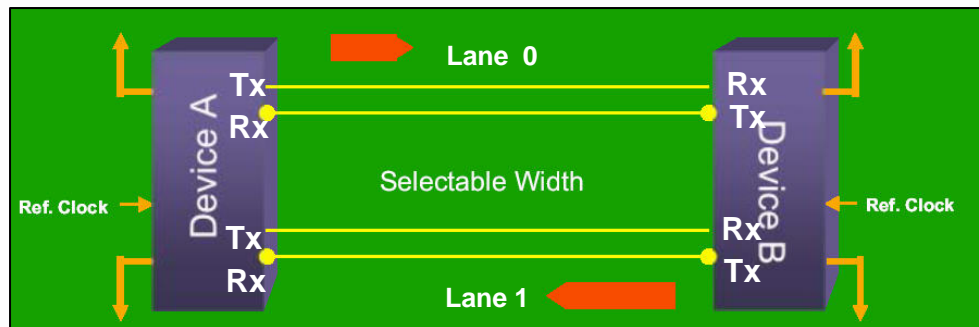 Lane 0
Tx
Rx
Device A
Rx
Tx
Device B
Selectable Width
Ref. Clock
Ref. Clock
Tx
Rx
Rx
Tx
Lane 1